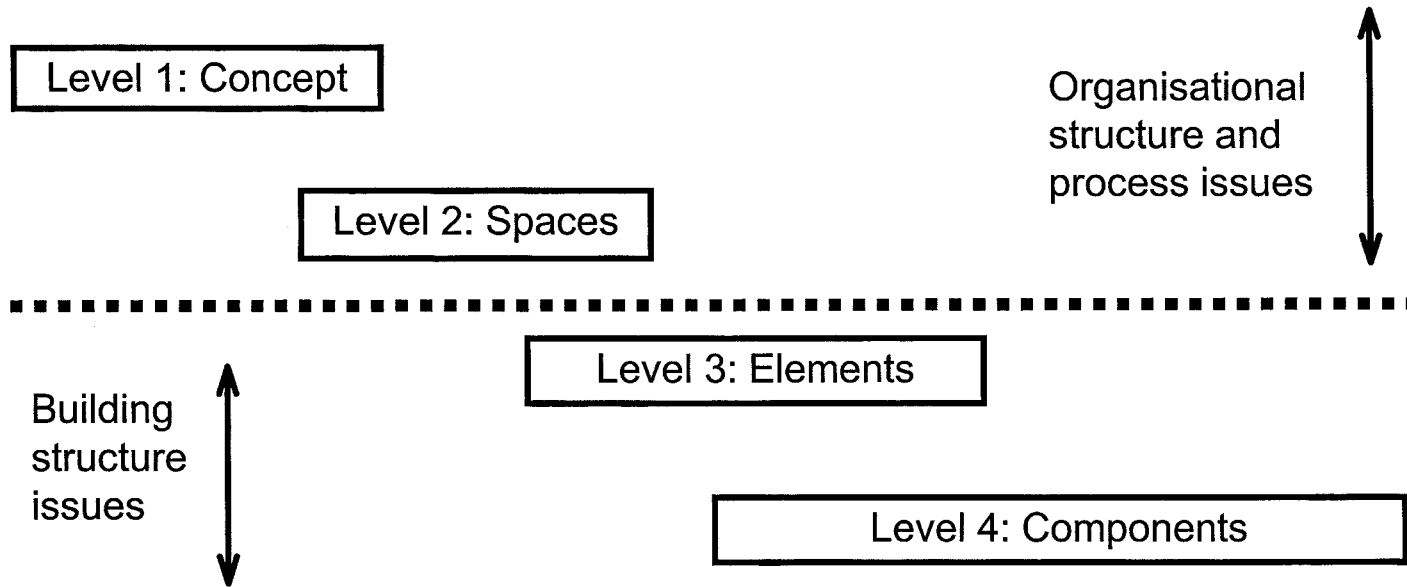 Level 1: Concept
Organisational
structure and
process issues
Level 2: Spaces
Level 3: Elements
Building
structure
issues
Level 4: Components